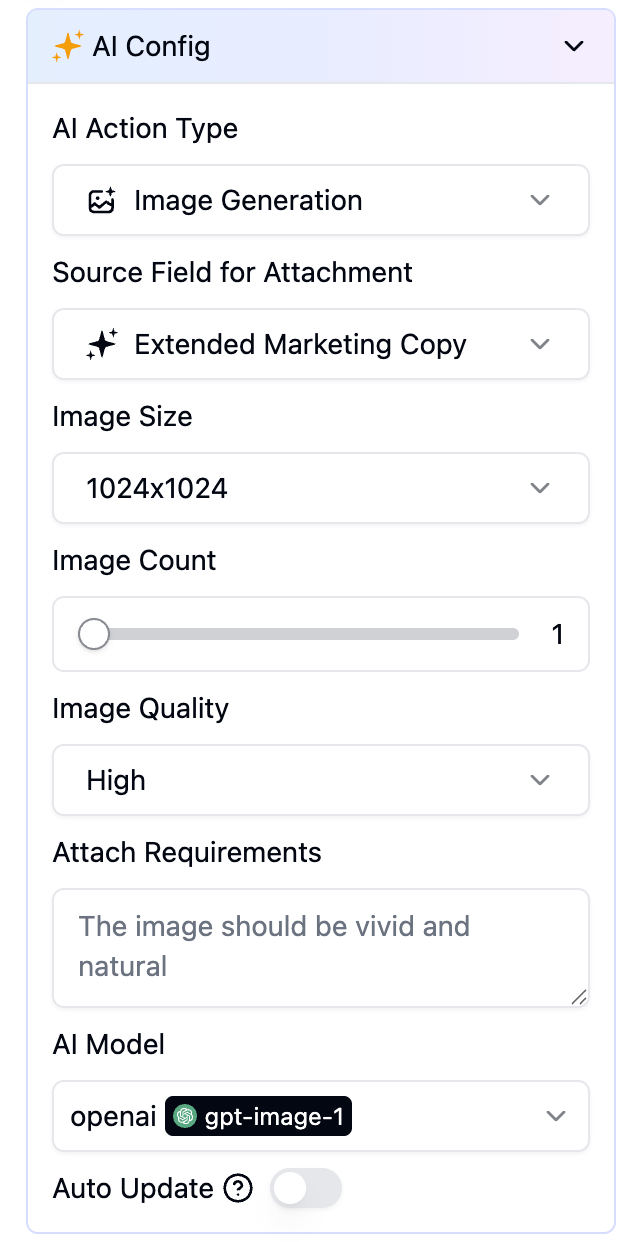 AI Config
AI Action Type
Image Generation
Source Field for Attachment
Extended Marketing Copy
Image Size
1024x1024
Image Count
1
Image Quality
High
Attach Requirements
The image should be vivid and
natural
AI Model
openai gpt-image-1
Auto Update ?